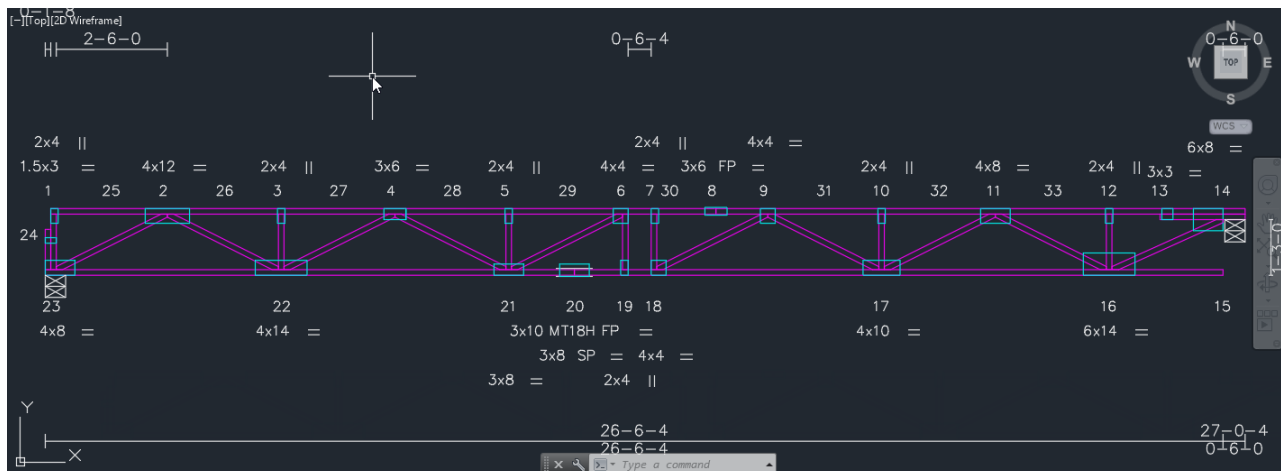 0-1-8
[-][Top][2D Wireframe]
2-6-0
0-6-4
0-6-0
N
W TOP E
S
WCS
2x4 || 2x4 || 4x4 =
6x8 =
1.5x3 = 4x12 = 2x4 || 3x6 = 2x4 || 4x4 = 3x6 FP = 2x4 || 4x8 = 2x4 || 3x3 =
1 25 2 26 3 27 4 28 5 29 6 7 30 8 9 31 10 32 11 33 12 13 14
24
1-3-0
23 22 21 20 19 18 17 16 15
4x8 = 4x14 = 3x10 MT18H FP = 4x10 = 6x14 =
3x8 SP = 4x4 =
3x8 = 2x4 ||
Y
X
26-6-4 27-0-4
26-6-4 0-6-0
Type a command